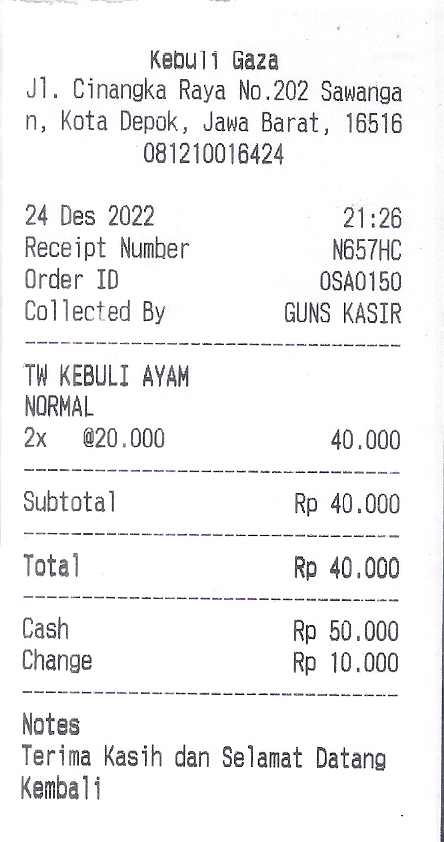 Kebuli Gaza
Jl. Cinangka Raya No.202 Sawanga
n, Kota Depok, Jawa Barat, 16516
081210016424
24 Des 2022 21:26
Receipt Number N657HC
Order ID OSA0150
Collected By GUNS KASIR
TW KEBULI AYAM
NORMAL
2x @20.000 40.000
Subtotal Rp 40.000
Total Rp 40.000
Cash Rp 50.000
Change Rp 10.000
Notes
Terima Kasih dan Selamat Datang
Kembali